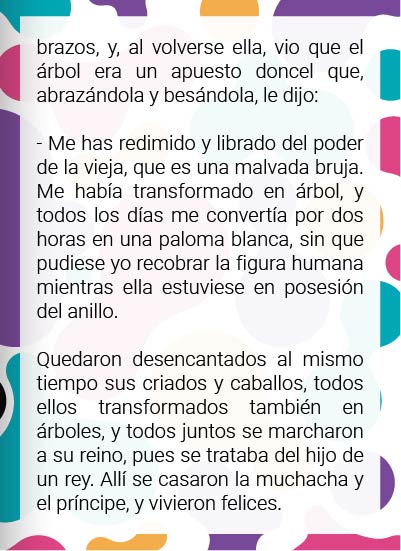 brazos, y, al volverse ella, vio que el
árbol era un apuesto doncel que,
abrazándola y besándola, le dijo:
- Me has redimido y librado del poder
de la vieja, que es una malvada bruja.
Me había transformado en árbol, y
todos los días me convertía por dos
horas en una paloma blanca, sin que
pudiese yo recobrar la figura humana
mientras ella estuviese en posesión
del anillo.
Quedaron desencantados al mismo
tiempo sus criados y caballos, todos
ellos transformados también en
árboles, y todos juntos se marcharon
a su reino, pues se trataba del hijo de
un rey. Allí se casaron la muchacha y
el príncipe, y vivieron felices.